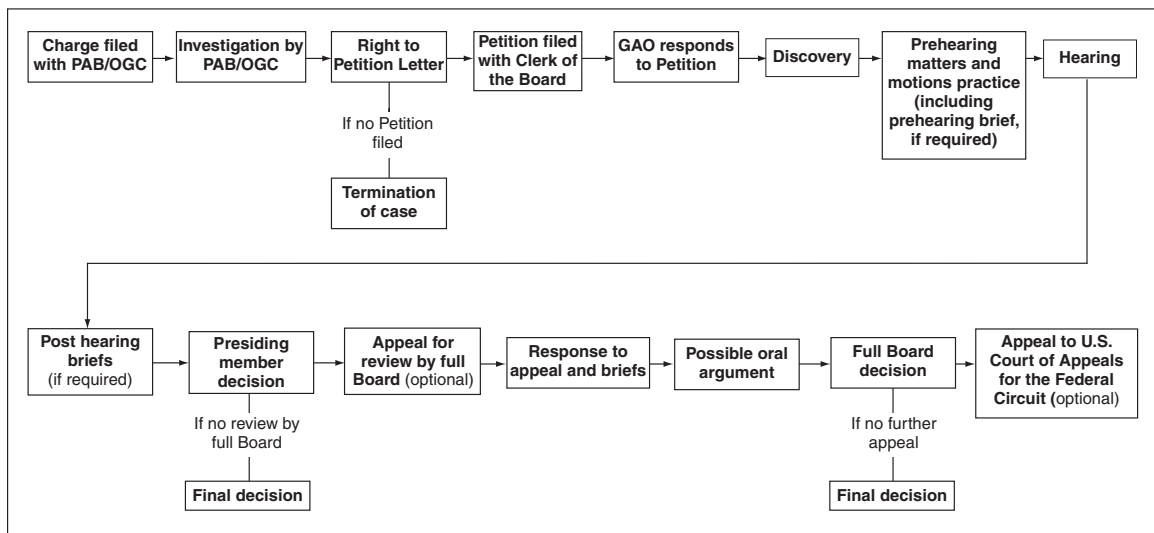 Charge filed
with PAB/OGC
Investigation by
PAB/OGC
Right to
Petition Letter
Petition filed
with Clerk of
the Board
GAO responds
to Petition
Discovery
Prehearing
matters and
motions practice
(including
prehearing brief,
if required)
Hearing
If no Petition
filed
Termination
of case
Post hearing
briefs
(if required)
Presiding
member
decision
Appeal for
review by full
Board (optional)
Response to
appeal and briefs
Possible oral
argument
Full Board
decision
Appeal to U.S.
Court of Appeals
for the Federal
Circuit (optional)
If no review by
full Board
Final decision
If no further
appeal
Final decision